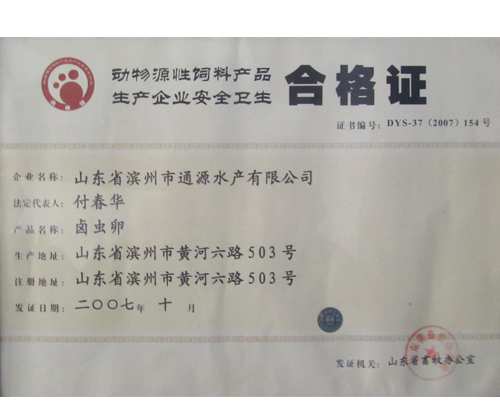 动物源性饲料产品
生产企业安全卫生
合格证
证书编号：DYS-37（2007）154号
企业名称：山东省滨州市通源水产有限公司
法定代表人：付春华
产品名称：卤虫卵
生产地址：山东省滨州市黄河六路503号
注册地址：山东省滨州市黄河六路503号
发证日期：二〇〇七年 十 月
发证机关：山东省畜牧办公室